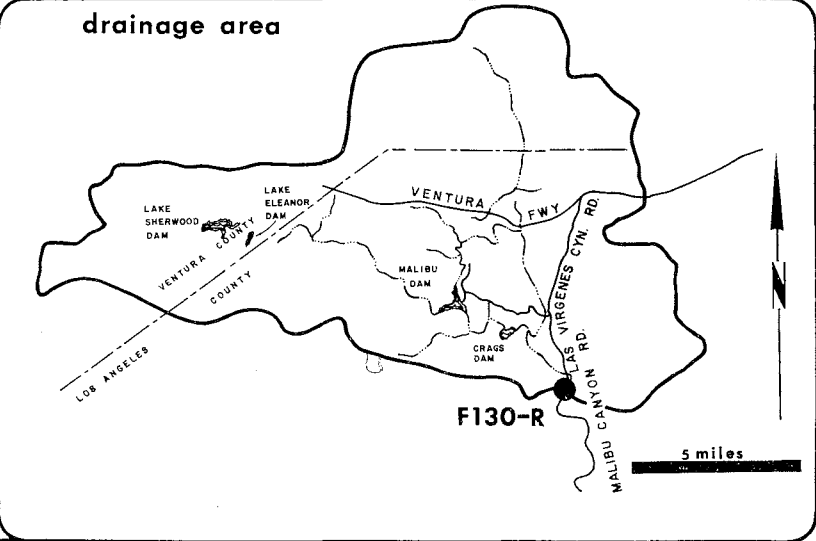 drainage area
LAKE
SHERWOOD
DAM
LAKE
ELEANOR
DAM
VENTURA COUNTY
LOS ANGELES COUNTY
VENTURA FWY
MALIBU
DAM
CRAGS
DAM
LAS VIRGENES CYN. RD.
MALIBU CANYON RD.
F130-R
N
5 miles